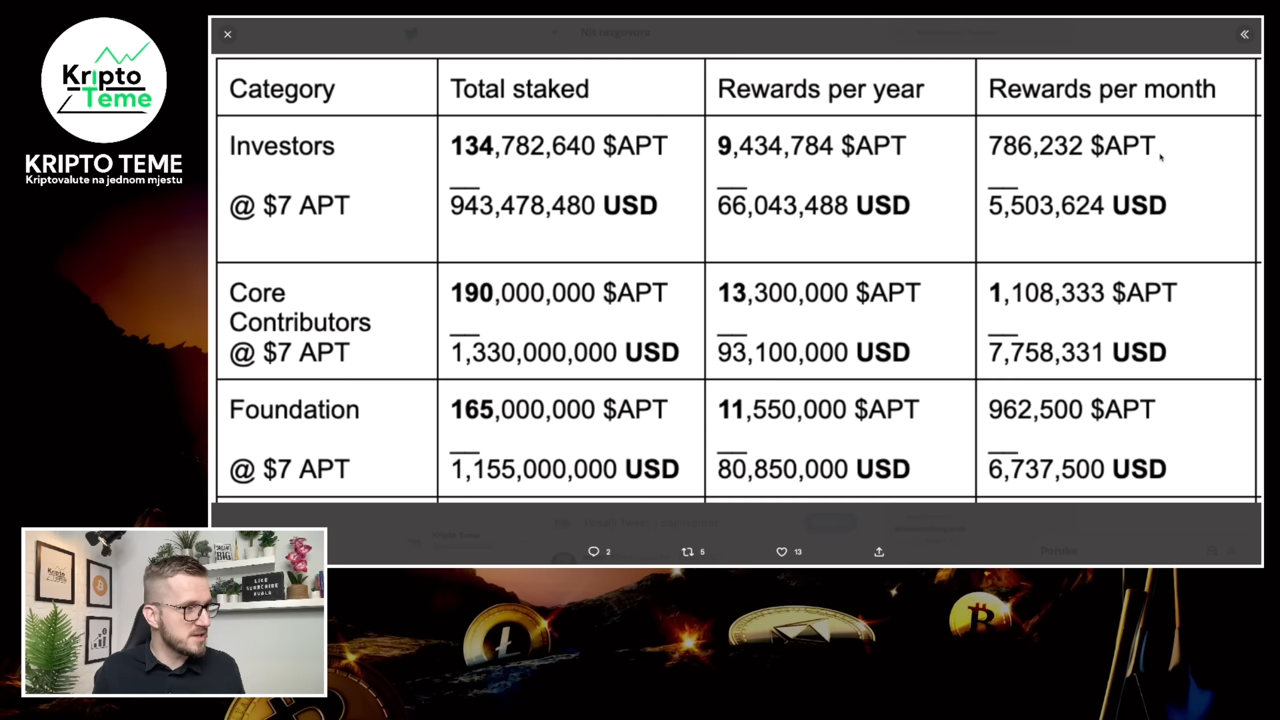 Kripto
Teme
KRIPTO TEME
Kriptovalute na jednom mjestu
Category Total staked Rewards per year Rewards per month
Investors 134,782,640 $APT 9,434,784 $APT 786,232 $APT
@ $7 APT 943,478,480 USD 66,043,488 USD 5,503,624 USD
Core
Contributors 190,000,000 $APT 13,300,000 $APT 1,108,333 $APT
@ $7 APT 1,330,000,000 USD 93,100,000 USD 7,758,331 USD
Foundation 165,000,000 $APT 11,550,000 $APT 962,500 $APT
@ $7 APT 1,155,000,000 USD 80,850,000 USD 6,737,500 USD
2 5 13
BIG
LIKE
SUBSCRIBE